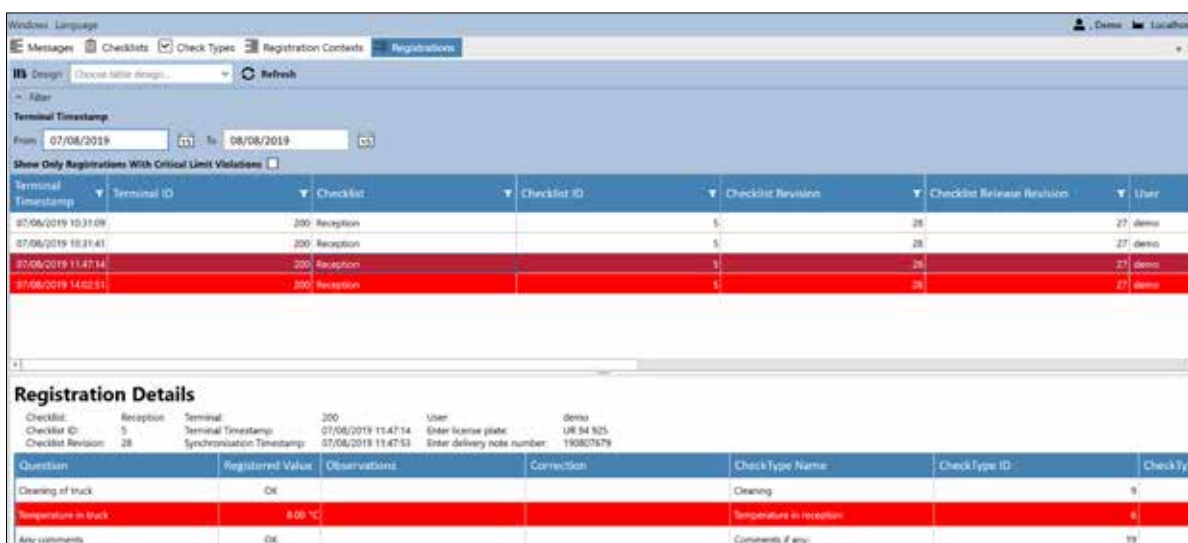 Windows Language Demo
Messages Checklists Check Types Registration Contexts Registrations
Design Choose table design... Refresh
Filter
Terminal Timestamp
From 07/08/2019 15 To 08/08/2019 15
Show Only Registrations With Critical Limit Violations
Terminal Timestamp Terminal ID Checklist Checklist ID Checklist Revision Checklist Release Revision User
07/08/2019 10:31:09 200 Reception 5 28 27 demo
07/08/2019 10:31:41 200 Reception 5 28 27 demo
07/08/2019 11:47:14 200 Reception 5 28 27 demo
07/08/2019 14:02:51 200 Reception 5 28 27 demo
Registration Details
Checklist: Reception Terminal: 200 User demo
Checklist ID: 5 Terminal Timestamp: 07/08/2019 11:47:14 Enter license plate: UR 94 925
Checklist Revision: 28 Synchronisation Timestamp: 07/08/2019 11:47:53 Enter delivery note number: 190807679
Question Registered Value Observations Correction CheckType Name CheckType ID CheckTy
Cleaning of truck OK Cleaning 9
Temperature in truck 8.00 °C Temperature in reception 6
Any comments OK Comments if any: 19